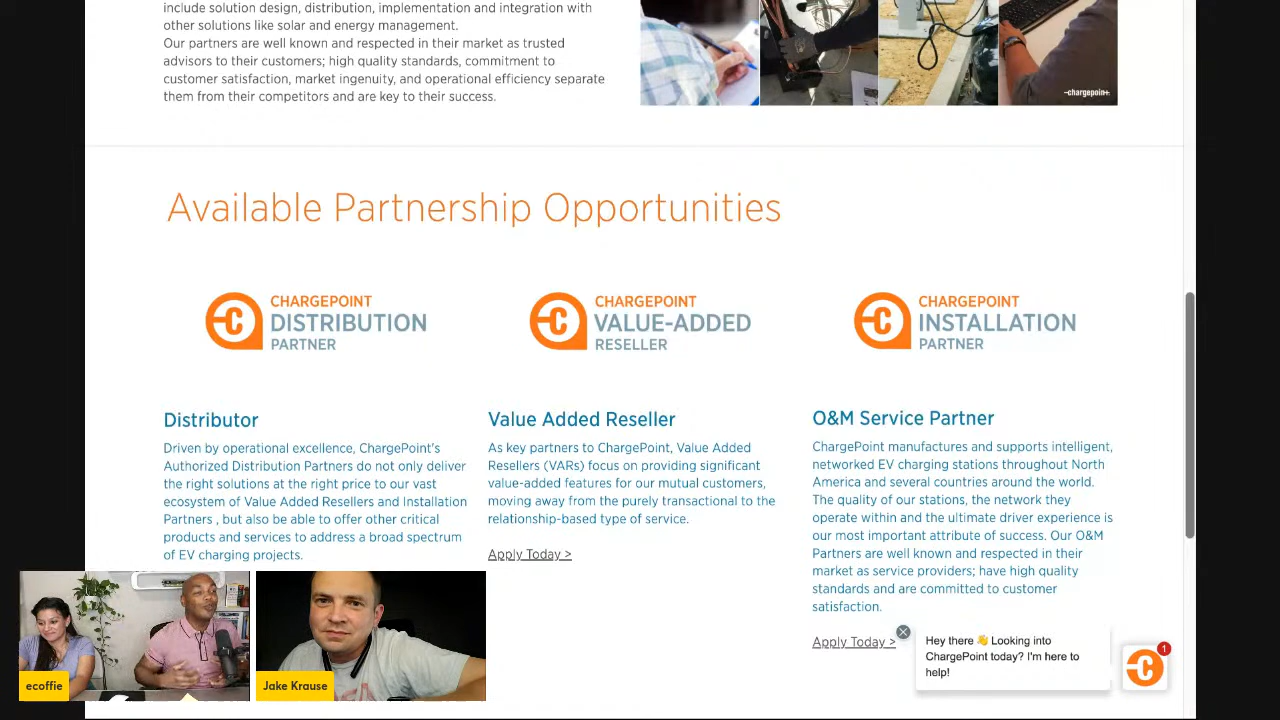 include solution design, distribution, implementation and integration with
other solutions like solar and energy management.
Our partners are well known and respected in their market as trusted
advisors to their customers; high quality standards, commitment to
customer satisfaction, market ingenuity, and operational efficiency separate
them from their competitors and are key to their success.
-chargepoin+.
Available Partnership Opportunities
CHARGEPOINT
DISTRIBUTION
PARTNER
CHARGEPOINT
VALUE-ADDED
RESELLER
CHARGEPOINT
INSTALLATION
PARTNER
Distributor
Driven by operational excellence, ChargePoint's
Authorized Distribution Partners do not only deliver
the right solutions at the right price to our vast
ecosystem of Value Added Resellers and Installation
Partners , but also be able to offer other critical
products and services to address a broad spectrum
of EV charging projects.
Value Added Reseller
As key partners to ChargePoint, Value Added
Resellers (VARs) focus on providing significant
value-added features for our mutual customers,
moving away from the purely transactional to the
relationship-based type of service.
Apply Today >
O&M Service Partner
ChargePoint manufactures and supports intelligent,
networked EV charging stations throughout North
America and several countries around the world.
The quality of our stations, the network they
operate within and the ultimate driver experience is
our most important attribute of success. Our O&M
Partners are well known and respected in their
market as service providers; have high quality
standards and are committed to customer
satisfaction.
Apply Today >
Hey there 👋 Looking into
ChargePoint today? I'm here to
help!
1
ecoffie
Jake Krause